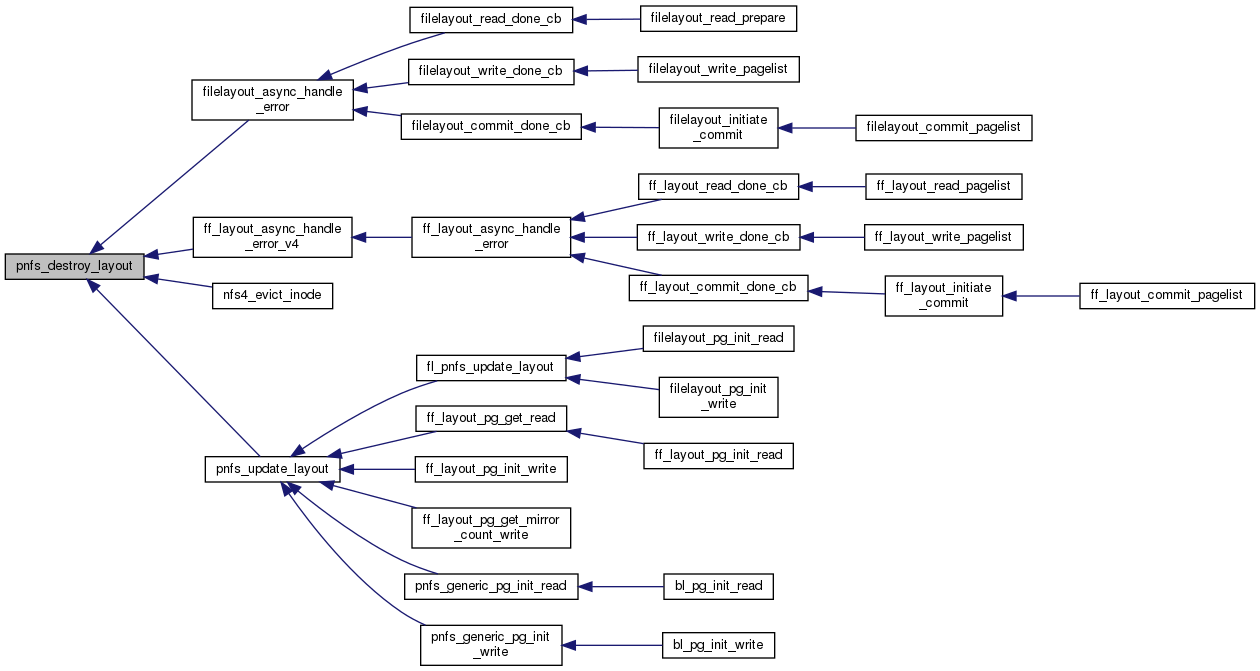 filelayout_read_done_cb
filelayout_read_prepare
filelayout_write_done_cb
filelayout_write_pagelist
filelayout_async_handle
_error
filelayout_commit_done_cb
filelayout_initiate
_commit
filelayout_commit_pagelist
ff_layout_read_done_cb
ff_layout_read_pagelist
ff_layout_async_handle
_error_v4
ff_layout_async_handle
_error
ff_layout_write_done_cb
ff_layout_write_pagelist
pnfs_destroy_layout
nfs4_evict_inode
ff_layout_commit_done_cb
ff_layout_initiate
_commit
ff_layout_commit_pagelist
filelayout_pg_init_read
fl_pnfs_update_layout
filelayout_pg_init
_write
ff_layout_pg_get_read
ff_layout_pg_init_read
pnfs_update_layout
ff_layout_pg_init_write
ff_layout_pg_get_mirror
_count_write
pnfs_generic_pg_init_read
bl_pg_init_read
pnfs_generic_pg_init
_write
bl_pg_init_write